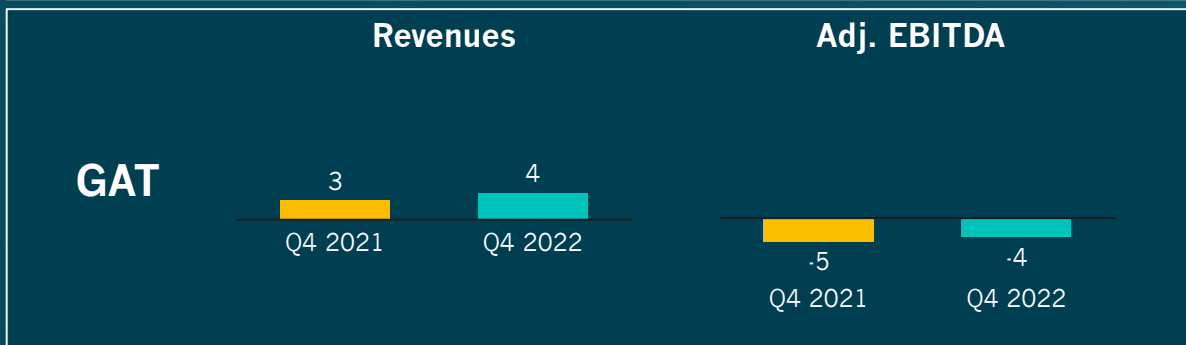 Revenues
Adj. EBITDA
GAT
3
4
Q4 2021
Q4 2022
-5
-4
Q4 2021
Q4 2022